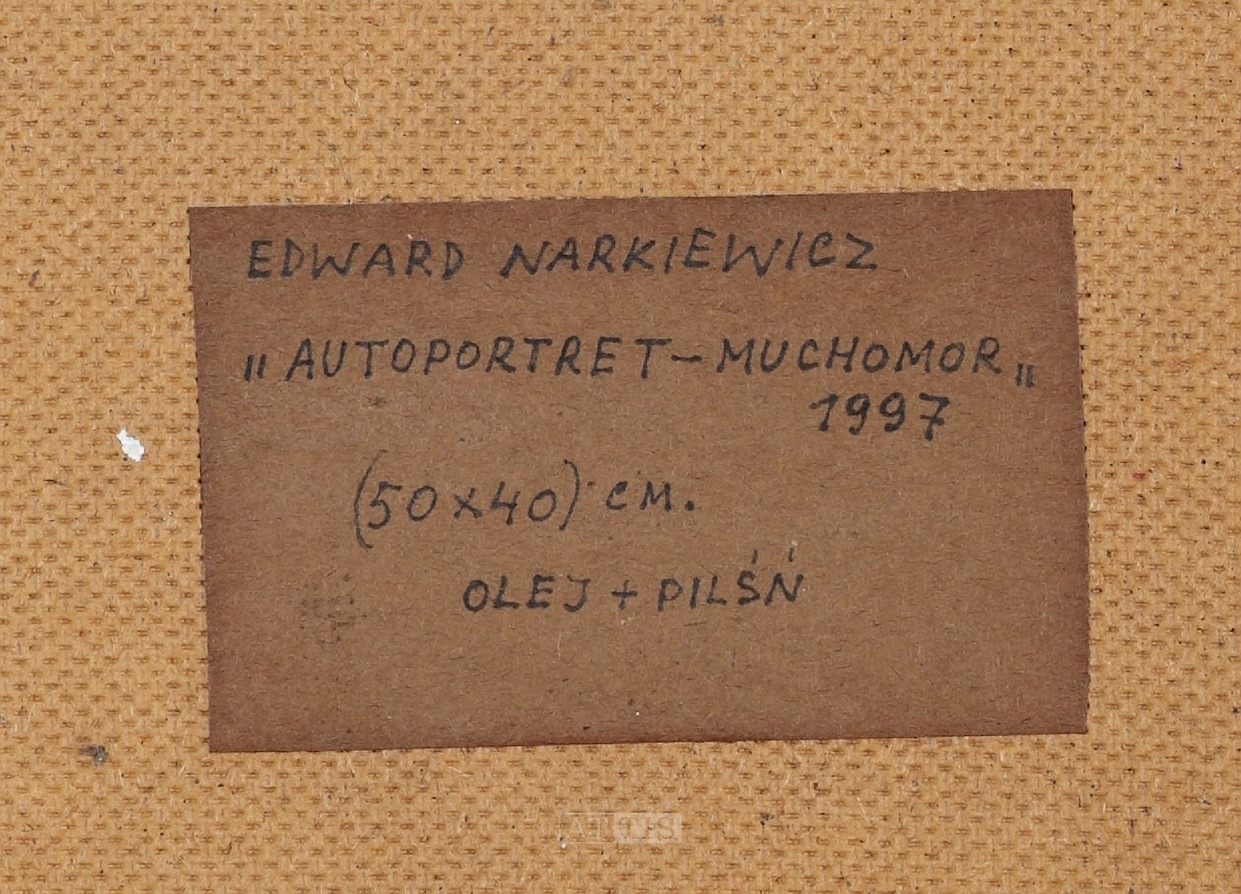 EDWARD NARKIEWICZ
„AUTOPORTRET-MUCHOMOR„
1997
(50x40) cm.
OLEJ + PILŚŃ